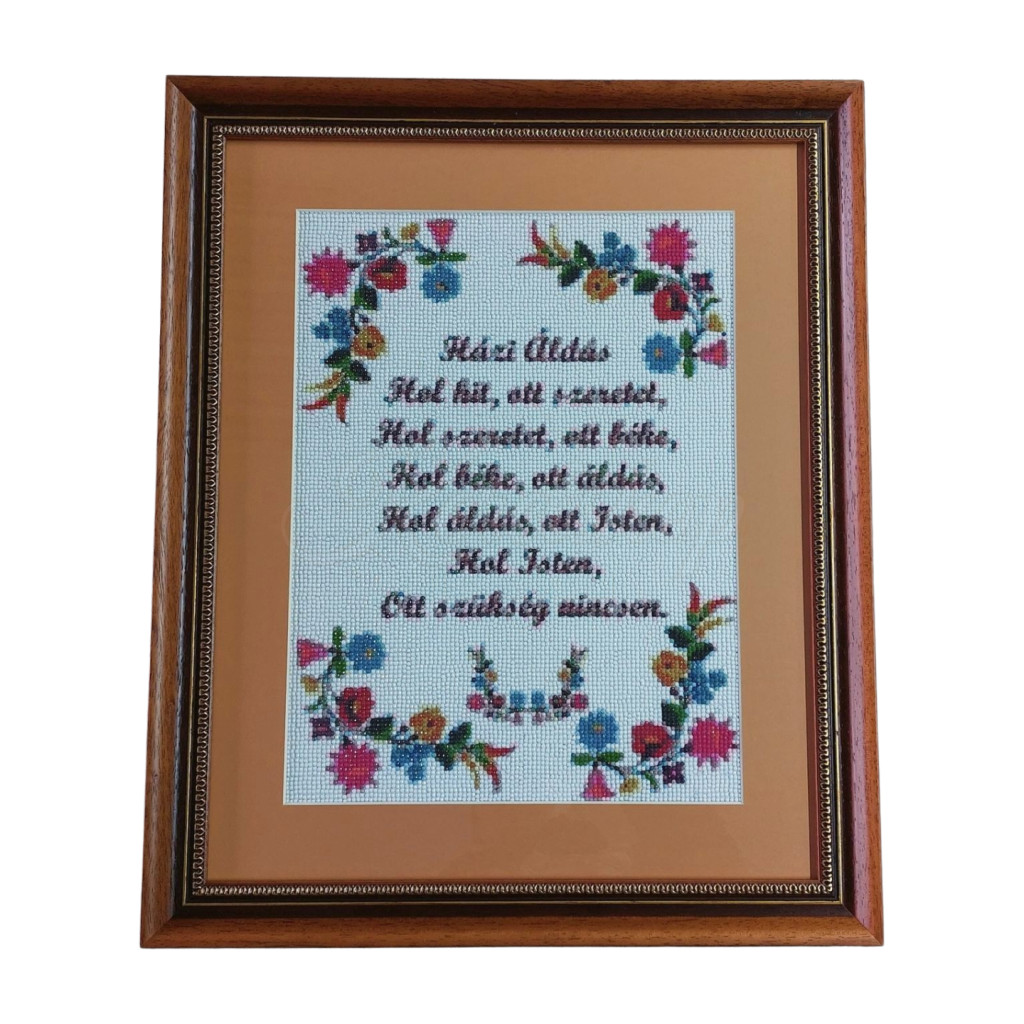 Házi Áldás
Hol hit, ott szeretet,
Hol szeretet, ott béke,
Hol béke, ott áldás,
Hol áldás, ott Isten,
Hol Isten,
Ott szükség nincsen.